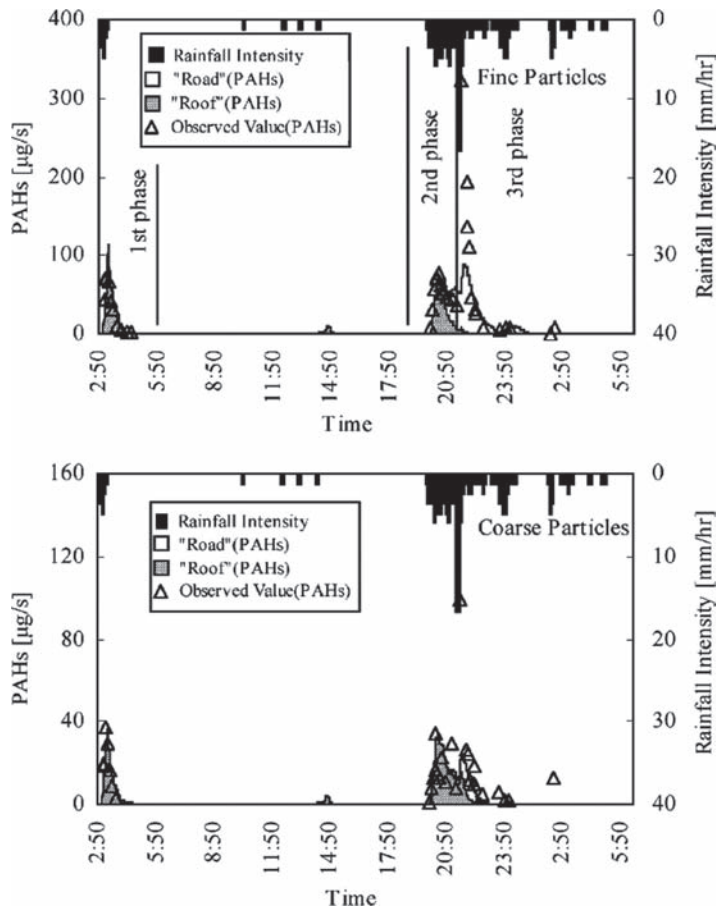 400
300
200
100
0
PAHs [µg/s]
Rainfall Intensity
"Road"(PAHs)
"Roof"(PAHs)
Observed Value(PAHs)
1st phase
2nd phase
3rd phase
Fine Particles
0
10
20
30
40
Rainfall Intensity [mm/hr]
2:50
5:50
8:50
11:50
14:50
17:50
20:50
23:50
2:50
5:50
Time
160
120
80
40
0
PAHs [µg/s]
Rainfall Intensity
"Road"(PAHs)
"Roof"(PAHs)
Observed Value(PAHs)
Coarse Particles
0
10
20
30
40
Rainfall Intensity [mm/hr]
2:50
5:50
8:50
11:50
14:50
17:50
20:50
23:50
2:50
5:50
Time